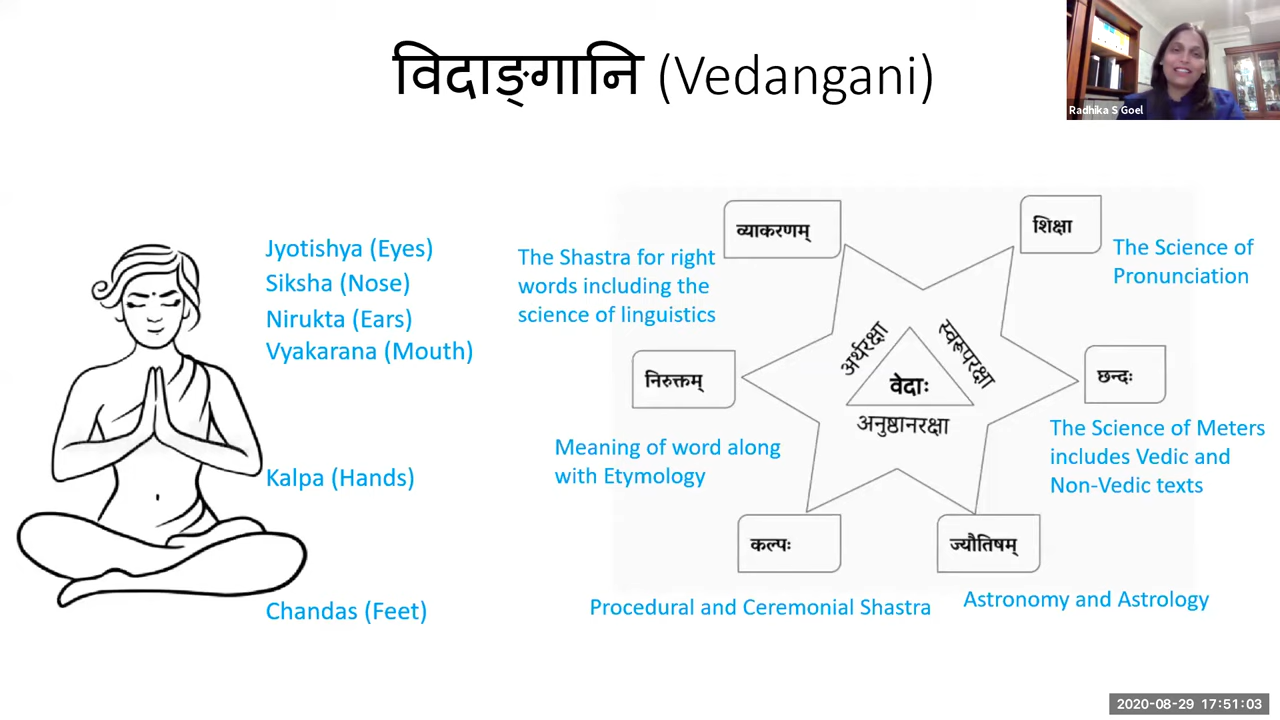 विदाङ्गानि (Vedangani)
Radhika S Goel
Jyotishya (Eyes)
Siksha (Nose)
Nirukta (Ears)
Vyakarana (Mouth)
Kalpa (Hands)
Chandas (Feet)
व्याकरणम्
The Shastra for right
words including the
science of linguistics
शिक्षा
The Science of
Pronunciation
निरुक्तम्
Meaning of word along
with Etymology
अर्थरक्षा
स्वरूपरक्षा
वेदाः
अनुष्ठानरक्षा
छन्दः
The Science of Meters
includes Vedic and
Non-Vedic texts
कल्पः
Procedural and Ceremonial Shastra
ज्यौतिषम्
Astronomy and Astrology
2020-08-29 17:51:03